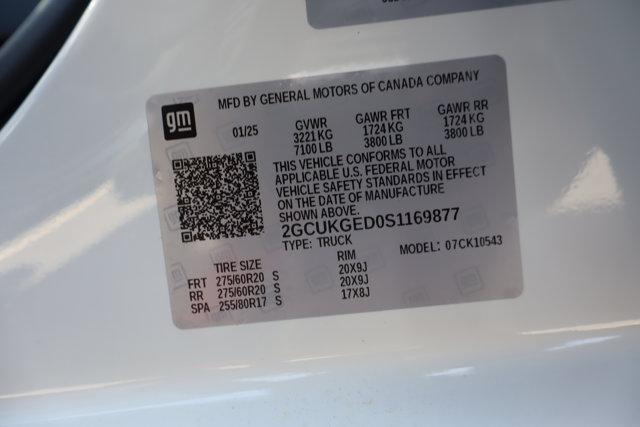 MFD BY GENERAL MOTORS OF CANADA COMPANY
gm
01/25 GVWR GAWR FRT GAWR RR
3221 KG 1724 KG 1724 KG
7100 LB 3800 LB 3800 LB
THIS VEHICLE CONFORMS TO ALL
APPLICABLE U.S. FEDERAL MOTOR
VEHICLE SAFETY STANDARDS IN EFFECT
ON THE DATE OF MANUFACTURE
SHOWN ABOVE.
2GCUKGED0S1169877
TYPE: TRUCK MODEL: 07CK10543
TIRE SIZE RIM
FRT 275/60R20 S 20X9J
RR 275/60R20 S 20X9J
SPA 255/80R17 S 17X8J